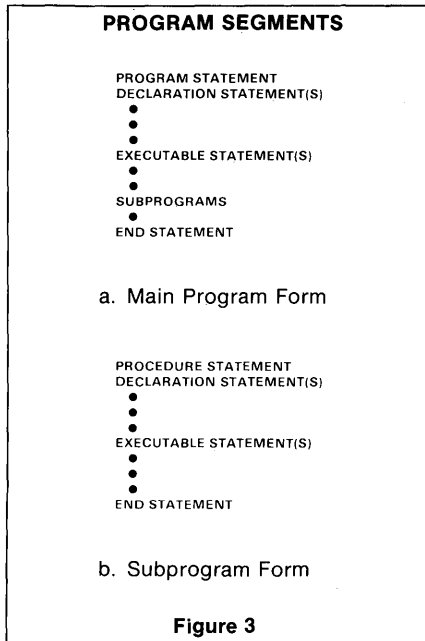 PROGRAM SEGMENTS
PROGRAM STATEMENT
DECLARATION STATEMENT(S)
●
●
●
EXECUTABLE STATEMENT(S)
●
●
SUBPROGRAMS
●
END STATEMENT
a. Main Program Form
PROCEDURE STATEMENT
DECLARATION STATEMENT(S)
●
●
●
EXECUTABLE STATEMENT(S)
●
●
●
END STATEMENT
b. Subprogram Form
Figure 3